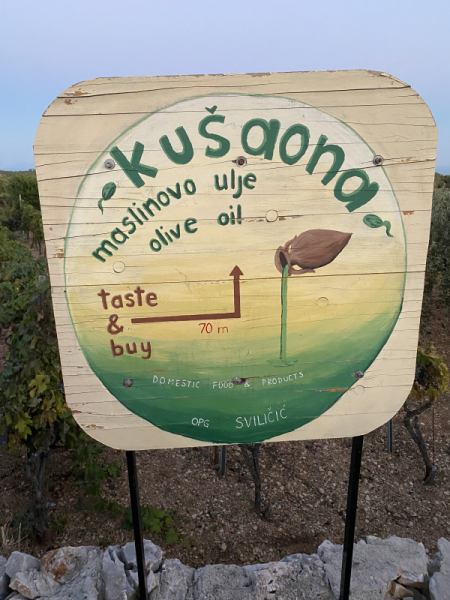 kušaona
maslinovo ulje
olive oil
taste
&
buy
70 m
DOMESTIC FOOD & PRODUCTS
OPG SVILIČIĆ